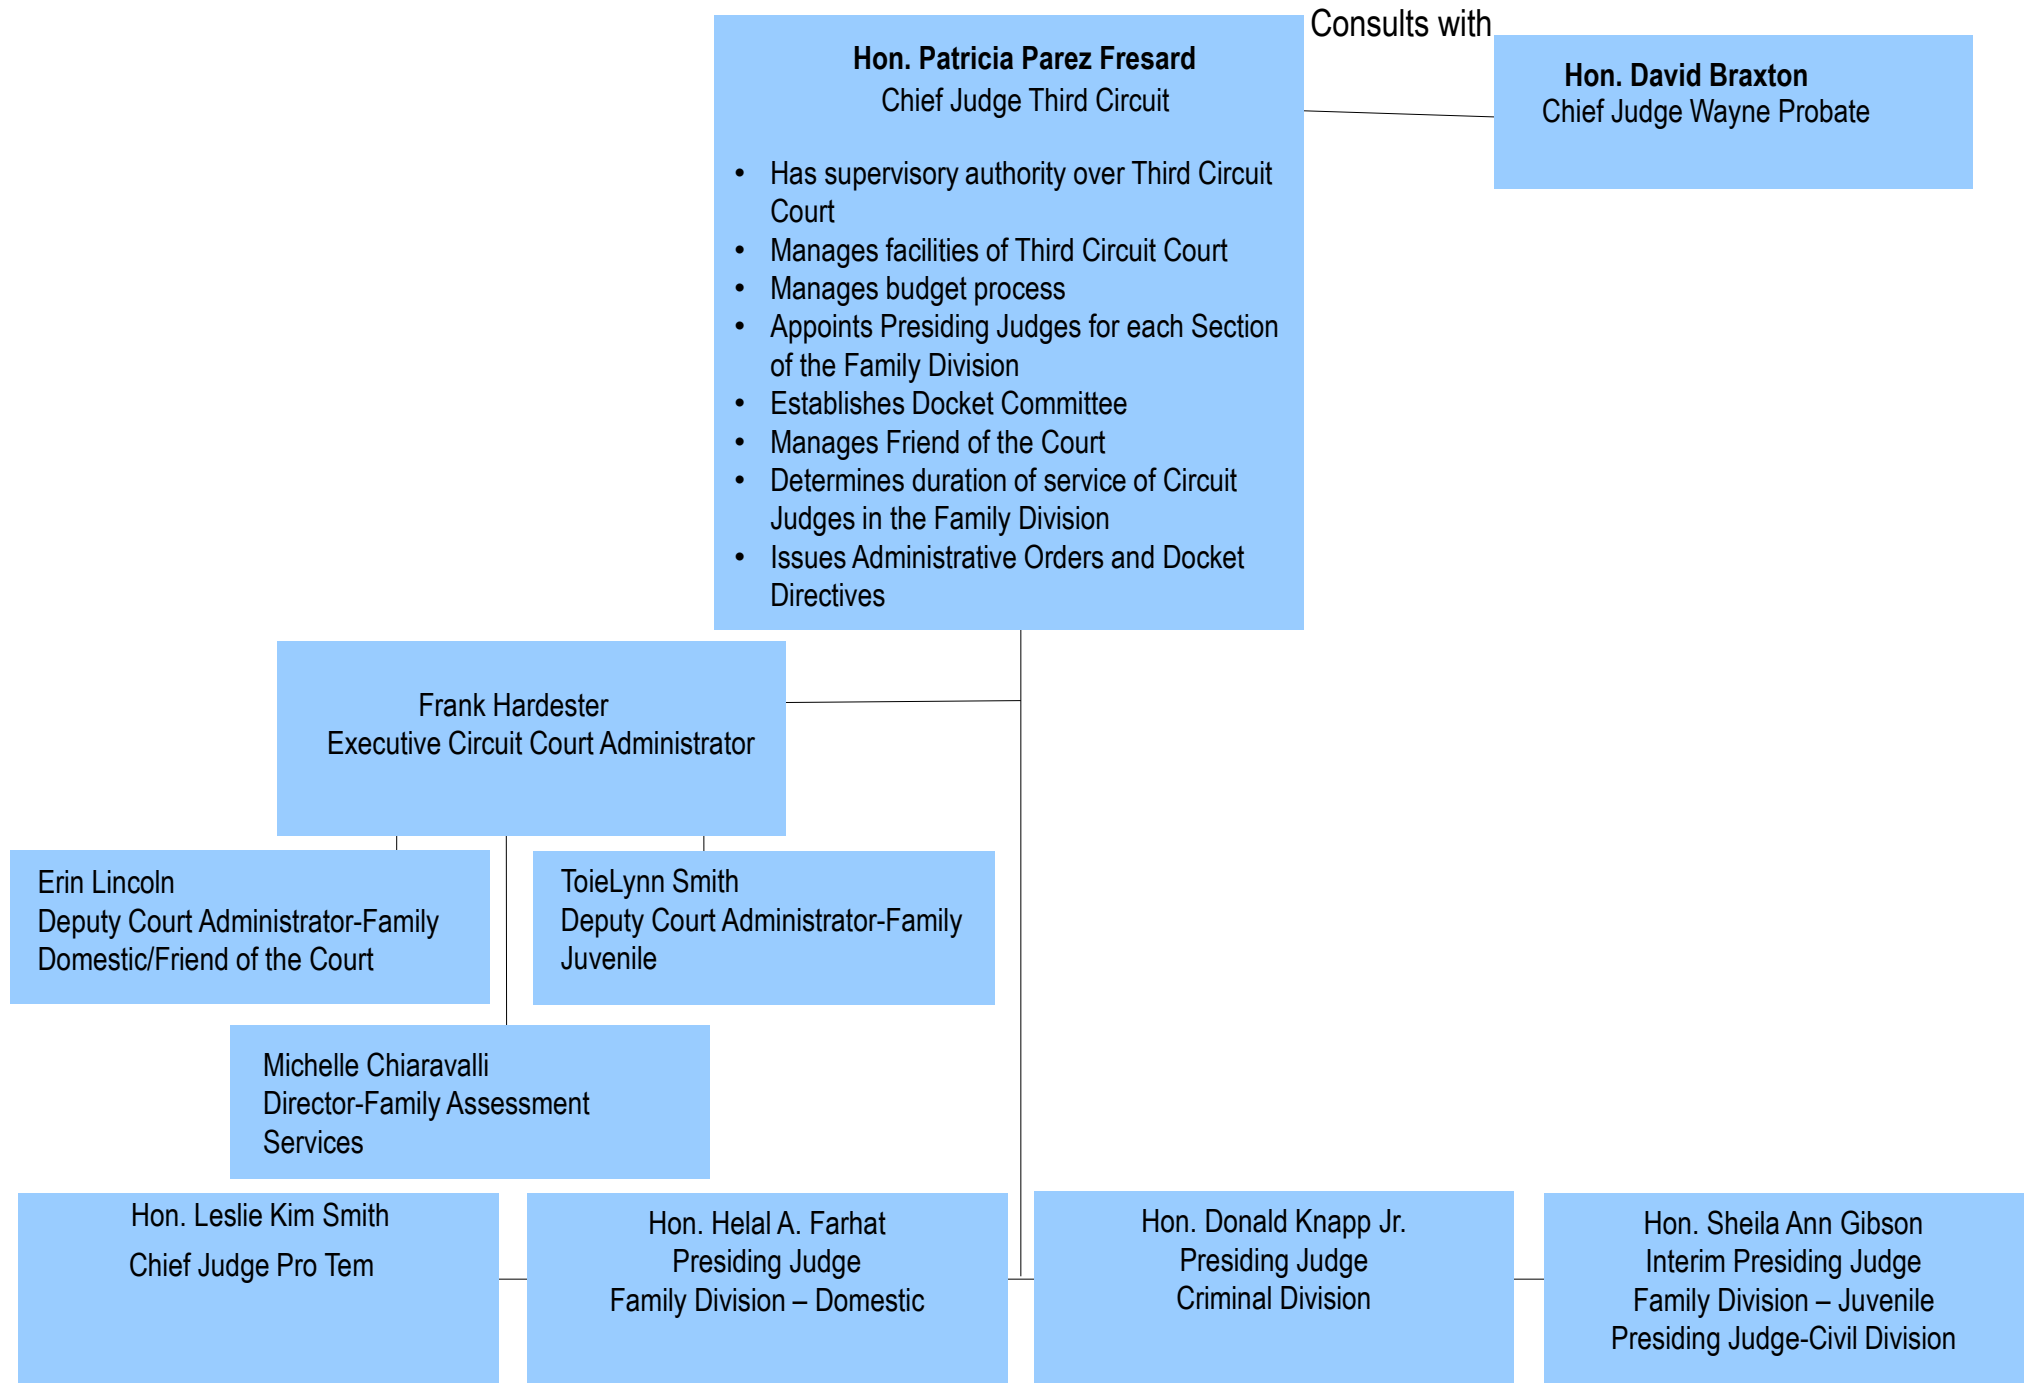 Consults with
Hon. Patricia Parez Fresard
Chief Judge Third Circuit
• Has supervisory authority over Third Circuit
Court
• Manages facilities of Third Circuit Court
• Manages budget process
• Appoints Presiding Judges for each Section
of the Family Division
• Establishes Docket Committee
• Manages Friend of the Court
• Determines duration of service of Circuit
Judges in the Family Division
• Issues Administrative Orders and Docket
Directives
Hon. David Braxton
Chief Judge Wayne Probate
Frank Hardester
Executive Circuit Court Administrator
Erin Lincoln
Deputy Court Administrator-Family
Domestic/Friend of the Court
ToieLynn Smith
Deputy Court Administrator-Family
Juvenile
Michelle Chiaravalli
Director-Family Assessment
Services
Hon. Leslie Kim Smith
Chief Judge Pro Tem
Hon. Helal A. Farhat
Presiding Judge
Family Division – Domestic
Hon. Donald Knapp Jr.
Presiding Judge
Criminal Division
Hon. Sheila Ann Gibson
Interim Presiding Judge
Family Division – Juvenile
Presiding Judge-Civil Division